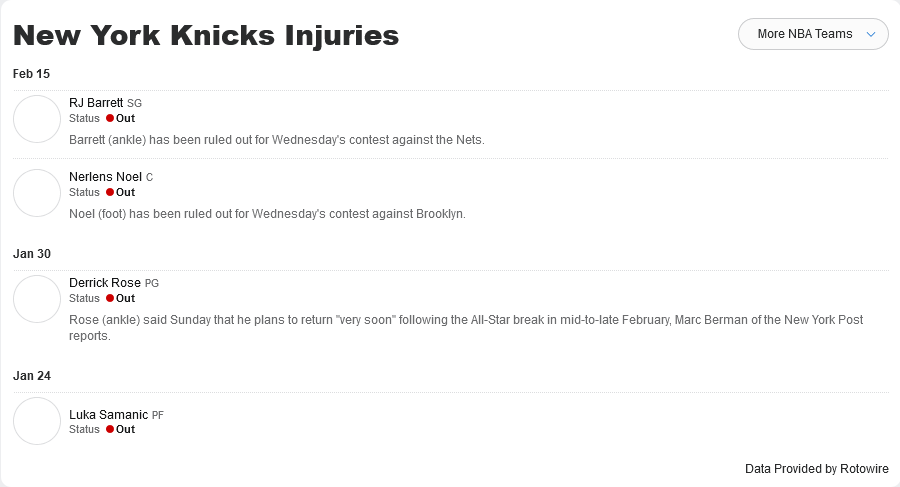 New York Knicks Injuries
More NBA Teams
Feb 15
RJ Barrett SG
Status Out
Barrett (ankle) has been ruled out for Wednesday's contest against the Nets.
Nerlens Noel C
Status Out
Noel (foot) has been ruled out for Wednesday's contest against Brooklyn.
Jan 30
Derrick Rose PG
Status Out
Rose (ankle) said Sunday that he plans to return "very soon" following the All-Star break in mid-to-late February, Marc Berman of the New York Post
reports.
Jan 24
Luka Samanic PF
Status Out
Data Provided by Rotowire